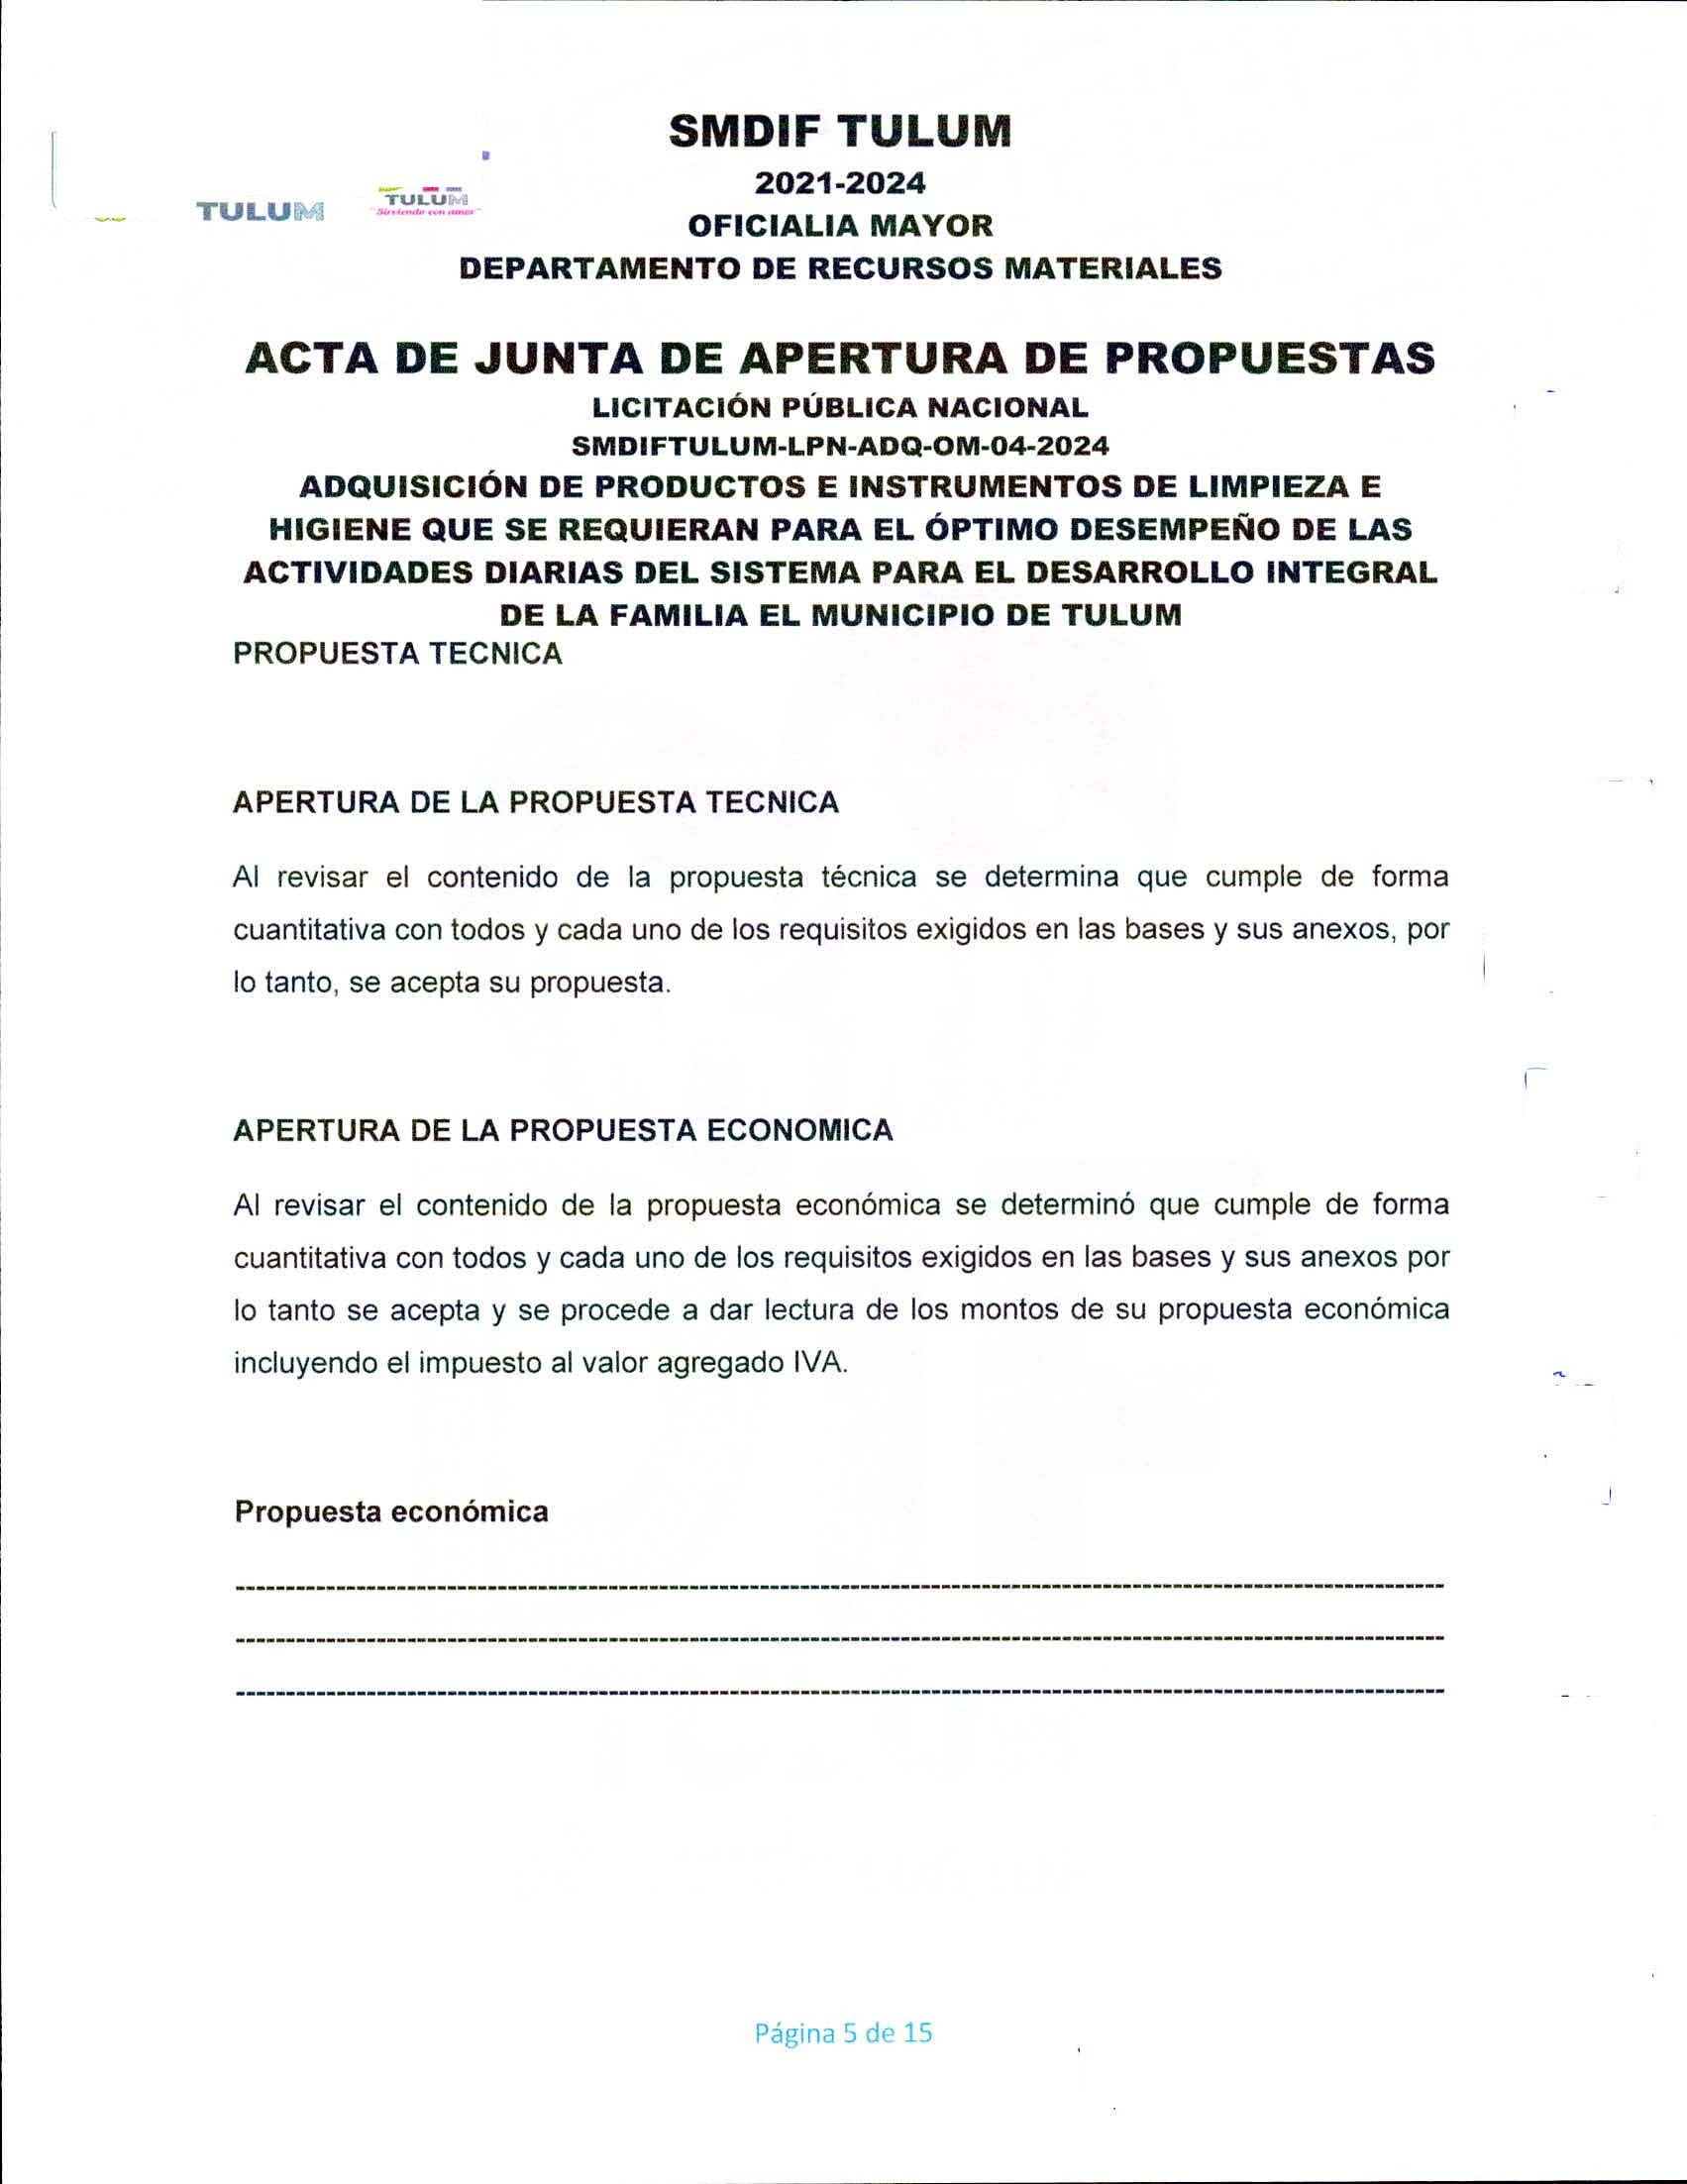 SMDIF TULUM
2021-2024
TULUM
TULUM
"Sirviendo con amor"
OFICIALIA MAYOR
DEPARTAMENTO DE RECURSOS MATERIALES
ACTA DE JUNTA DE APERTURA DE PROPUESTAS
LICITACIÓN PÚBLICA NACIONAL
SMDIFTULUM-LPN-ADQ-OM-04-2024
ADQUISICIÓN DE PRODUCTOS E INSTRUMENTOS DE LIMPIEZA E
HIGIENE QUE SE REQUIERAN PARA EL ÓPTIMO DESEMPEÑO DE LAS
ACTIVIDADES DIARIAS DEL SISTEMA PARA EL DESARROLLO INTEGRAL
DE LA FAMILIA EL MUNICIPIO DE TULUM
PROPUESTA TECNICA
APERTURA DE LA PROPUESTA TECNICA
Al revisar el contenido de la propuesta técnica se determina que cumple de forma
cuantitativa con todos y cada uno de los requisitos exigidos en las bases y sus anexos, por
lo tanto, se acepta su propuesta.
APERTURA DE LA PROPUESTA ECONOMICA
Al revisar el contenido de la propuesta económica se determinó que cumple de forma
cuantitativa con todos y cada uno de los requisitos exigidos en las bases y sus anexos por
lo tanto se acepta y se procede a dar lectura de los montos de su propuesta económica
incluyendo el impuesto al valor agregado IVA.
Propuesta económica
Página 5 de 15